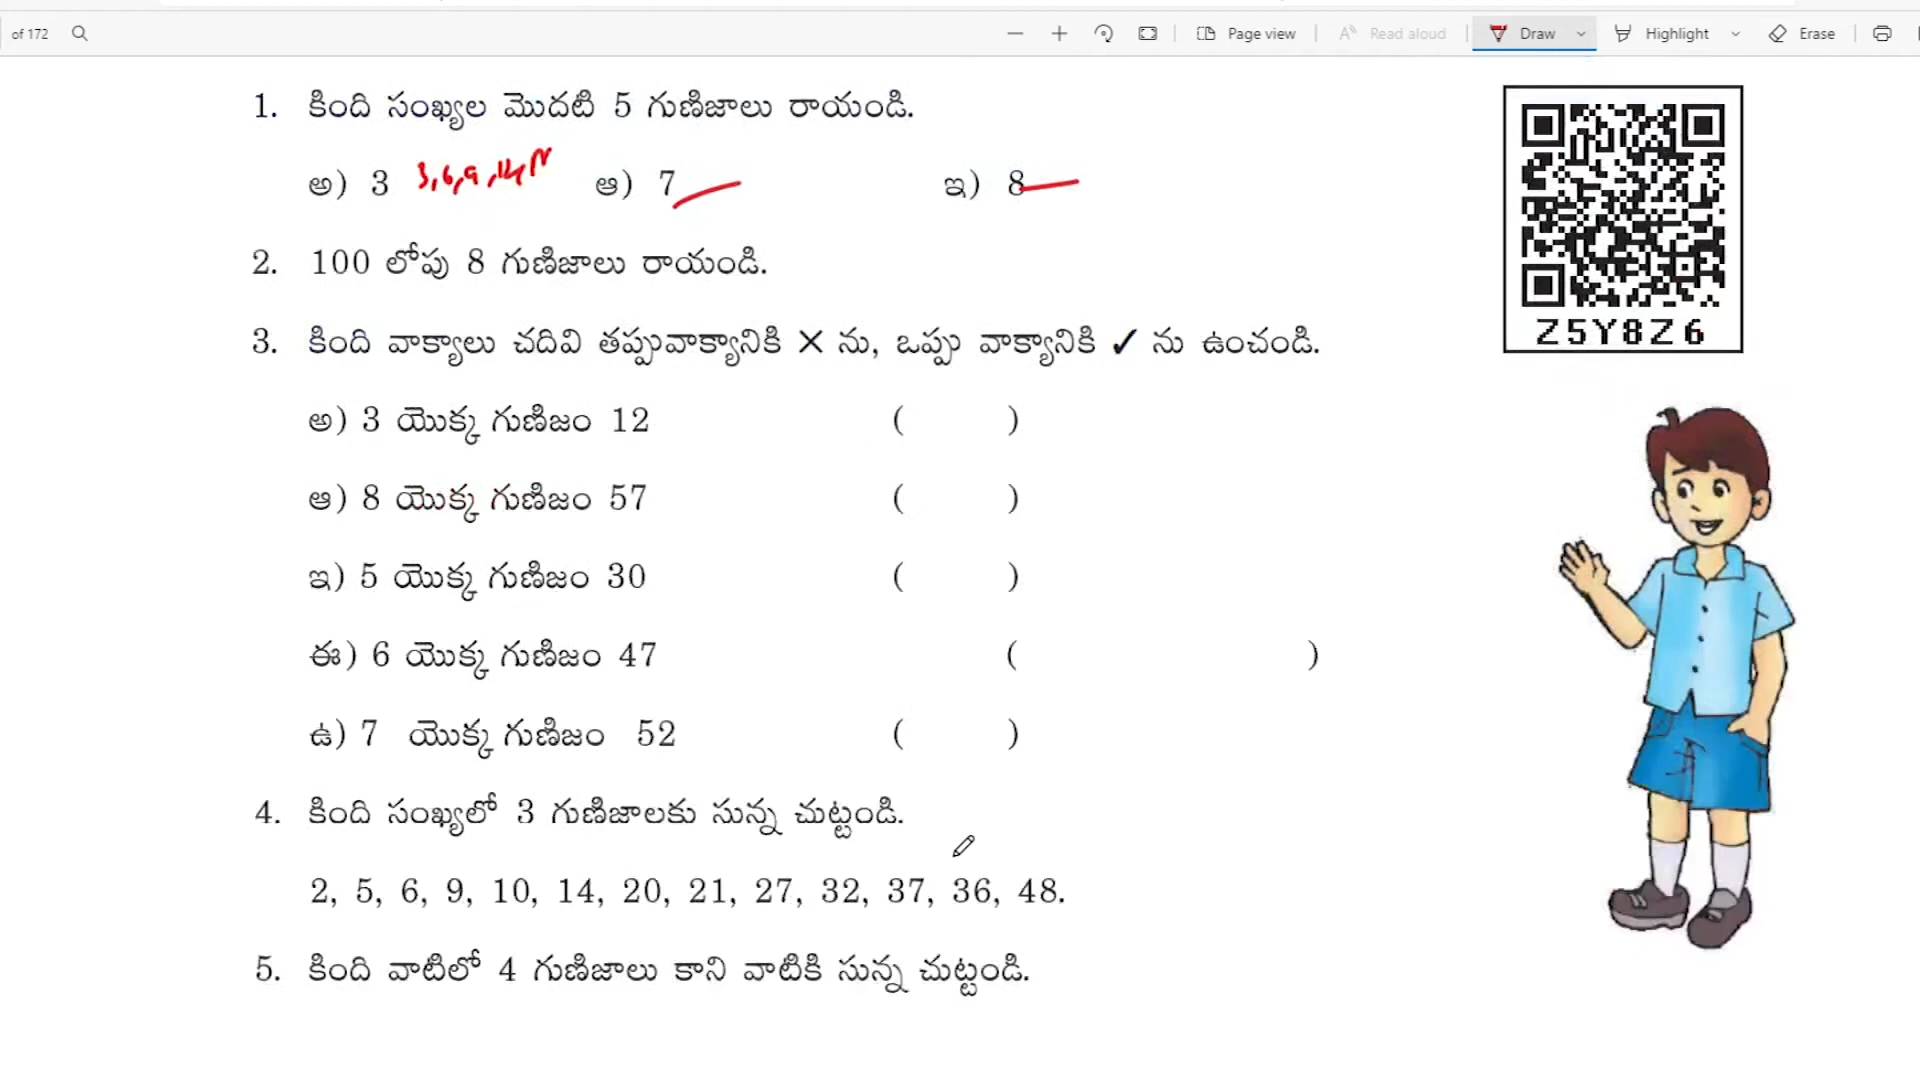 of 172 Page view Read aloud Draw Highlight Erase
1. కింది సంఖ్యల మొదటి 5 గుణిజాలు రాయండి.
అ) 3 3,6,9,12, ఆ) 7 ఇ) 8
2. 100 లోపు 8 గుణిజాలు రాయండి.
3. కింది వాక్యాలు చదివి తప్పువాక్యానికి ✕ ను, ఒప్పు వాక్యానికి ✓ ను ఉంచండి.
Z5Y8Z6
అ) 3 యొక్క గుణిజం 12 ( )
ఆ) 8 యొక్క గుణిజం 57 ( )
ఇ) 5 యొక్క గుణిజం 30 ( )
ఈ) 6 యొక్క గుణిజం 47 ( )
ఉ) 7 యొక్క గుణిజం 52 ( )
4. కింది సంఖ్యలో 3 గుణిజాలకు సున్న చుట్టండి.
2, 5, 6, 9, 10, 14, 20, 21, 27, 32, 37, 36, 48.
5. కింది వాటిలో 4 గుణిజాలు కాని వాటికి సున్న చుట్టండి.